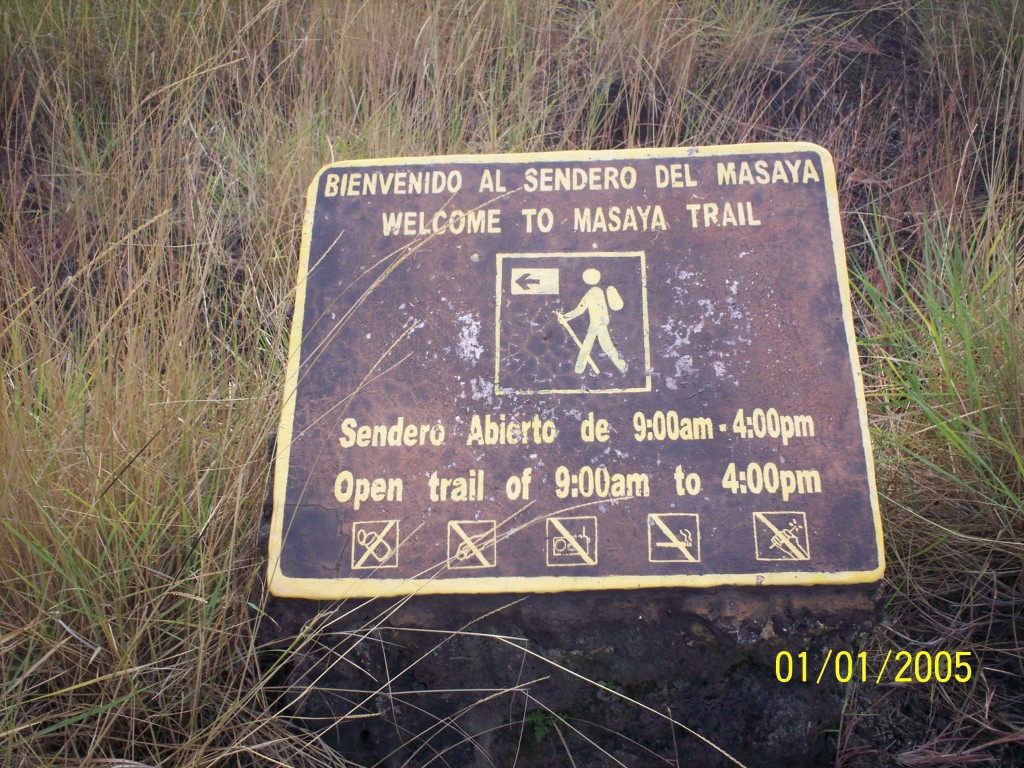 BIENVENIDO AL SENDERO DEL MASAYA
WELCOME TO MASAYA TRAIL
Sendero Abierto de 9:00am - 4:00pm
Open trail of 9:00am to 4:00pm
01/01/2005